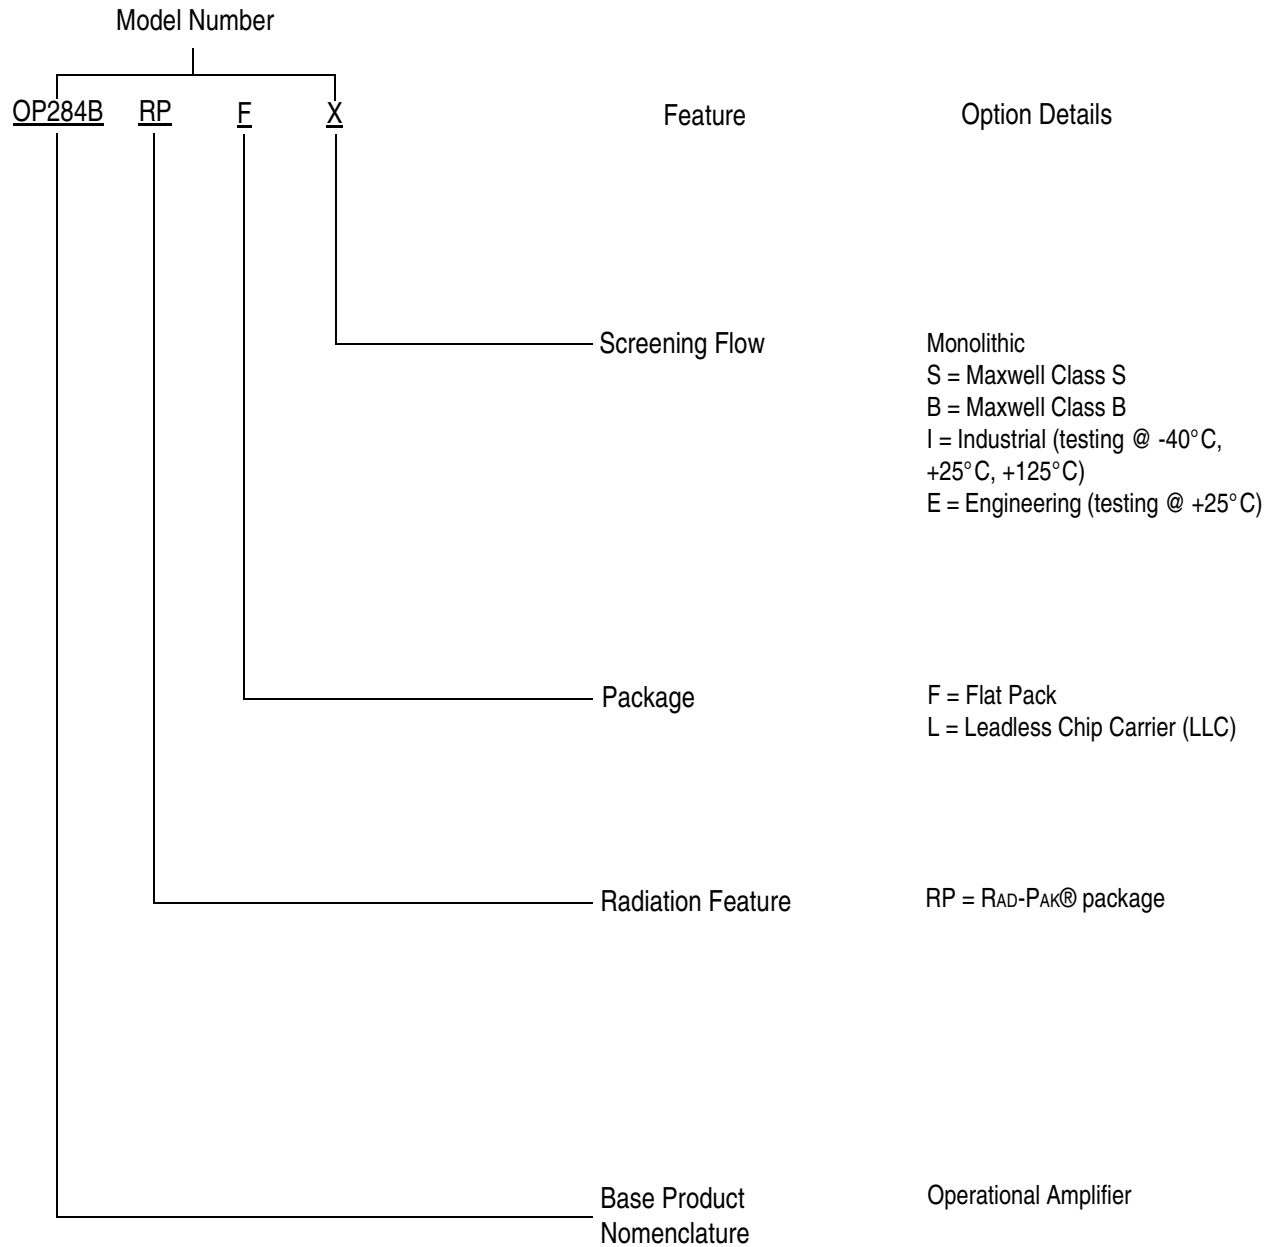 Model Number
OP284B RP F X
Feature
Option Details
Screening Flow
Monolithic
S = Maxwell Class S
B = Maxwell Class B
I = Industrial (testing @ -40°C,
+25°C, +125°C)
E = Engineering (testing @ +25°C)
Package
F = Flat Pack
L = Leadless Chip Carrier (LLC)
Radiation Feature
RP = RAD-PAK® package
Base Product
Nomenclature
Operational Amplifier